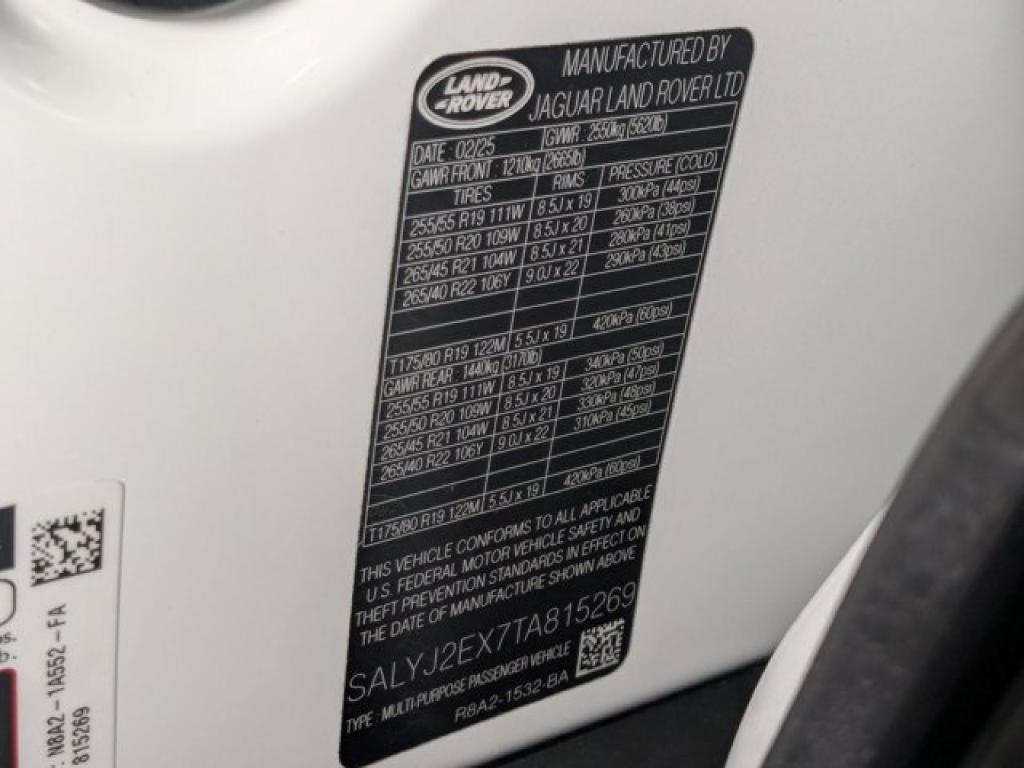 LAND
ROVER
MANUFACTURED BY
JAGUAR LAND ROVER LTD
DATE : 02/25 GVWR : 2550kg (5620lb)
GAWR FRONT : 1210kg (2665lb)
TIRES RIMS PRESSURE (COLD)
255/55 R19 111W 8.5J x 19 300kPa (44psi)
255/50 R20 109W 8.5J x 20 260kPa (38psi)
265/45 R21 104W 8.5J x 21 280kPa (41psi)
265/40 R22 106Y 9.0J x 22 290kPa (43psi)
T175/80 R19 122M 5.5J x 19 420kPa (60psi)
GAWR REAR : 1440kg (3170lb)
255/55 R19 111W 8.5J x 19 340kPa (50psi)
255/50 R20 109W 8.5J x 20 320kPa (47psi)
265/45 R21 104W 8.5J x 21 330kPa (48psi)
265/40 R22 106Y 9.0J x 22 310kPa (45psi)
T175/80 R19 122M 5.5J x 19 420kPa (60psi)
THIS VEHICLE CONFORMS TO ALL APPLICABLE
U.S. FEDERAL MOTOR VEHICLE SAFETY AND
THEFT PREVENTION STANDARDS IN EFFECT ON
THE DATE OF MANUFACTURE SHOWN ABOVE
SALYJ2EX7TA815269
TYPE : MULTI-PURPOSE PASSENGER VEHICLE
R8A2-1532-BA
: N8A2-1A552-FA
815269